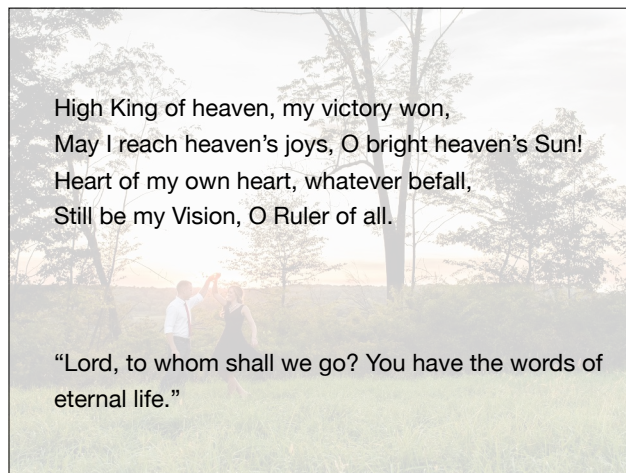 High King of heaven, my victory won,
May I reach heaven’s joys, O bright heaven’s Sun!
Heart of my own heart, whatever befall,
Still be my Vision, O Ruler of all.
“Lord, to whom shall we go? You have the words of
eternal life.”